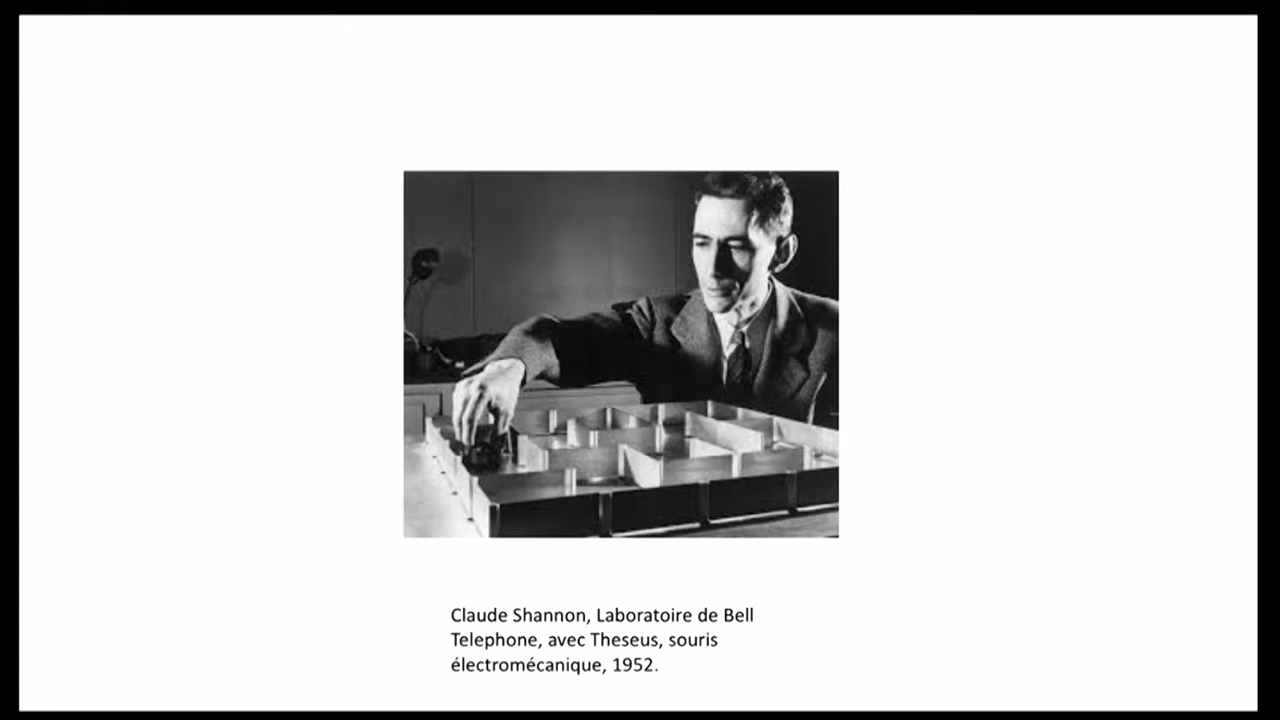 Claude Shannon, Laboratoire de Bell
Telephone, avec Theseus, souris
électromécanique, 1952.